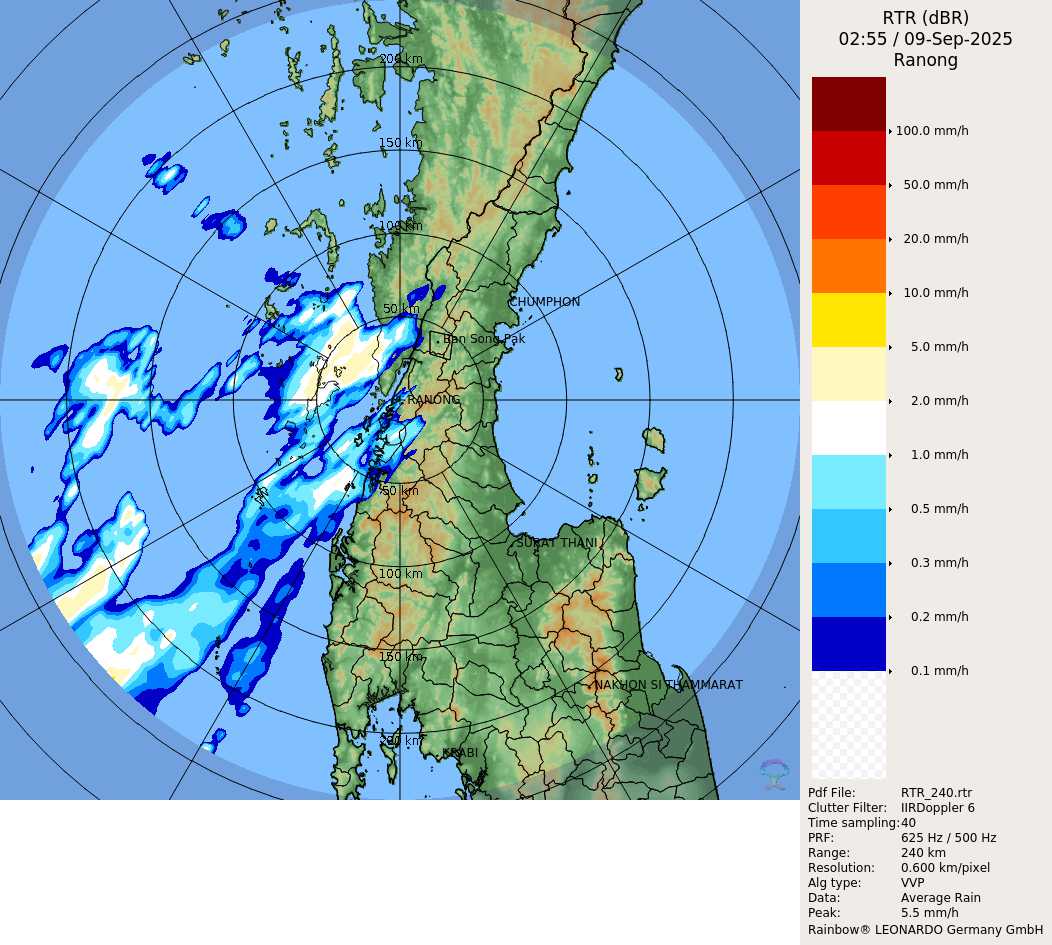 RTR (dBR)
02:55 / 09-Sep-2025
Ranong
200 km
150 km
100 km
50 km
CHUMPHON
Ban Song Pak
RANONG
50 km
SURAT THANI
100 km
150 km
NAKHON SI THAMMARAT
200 km
KRABI
100.0 mm/h
50.0 mm/h
20.0 mm/h
10.0 mm/h
5.0 mm/h
2.0 mm/h
1.0 mm/h
0.5 mm/h
0.3 mm/h
0.2 mm/h
0.1 mm/h
Pdf File: RTR_240.rtr
Clutter Filter: IIRDoppler 6
Time sampling:40
PRF: 625 Hz / 500 Hz
Range: 240 km
Resolution: 0.600 km/pixel
Alg type: VVP
Data: Average Rain
Peak: 5.5 mm/h
Rainbow® LEONARDO Germany GmbH